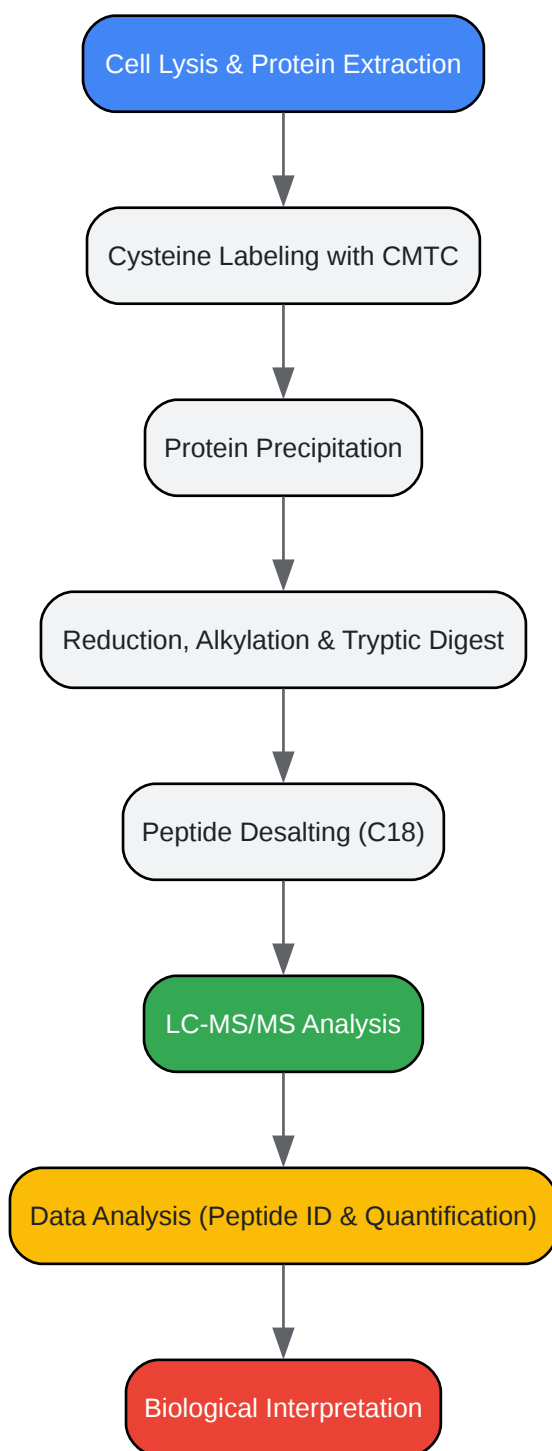 Cell Lysis & Protein Extraction
Cysteine Labeling with CMTC
Protein Precipitation
Reduction, Alkylation & Tryptic Digest
Peptide Desalting (C18)
LC-MS/MS Analysis
Data Analysis (Peptide ID & Quantification)
Biological Interpretation